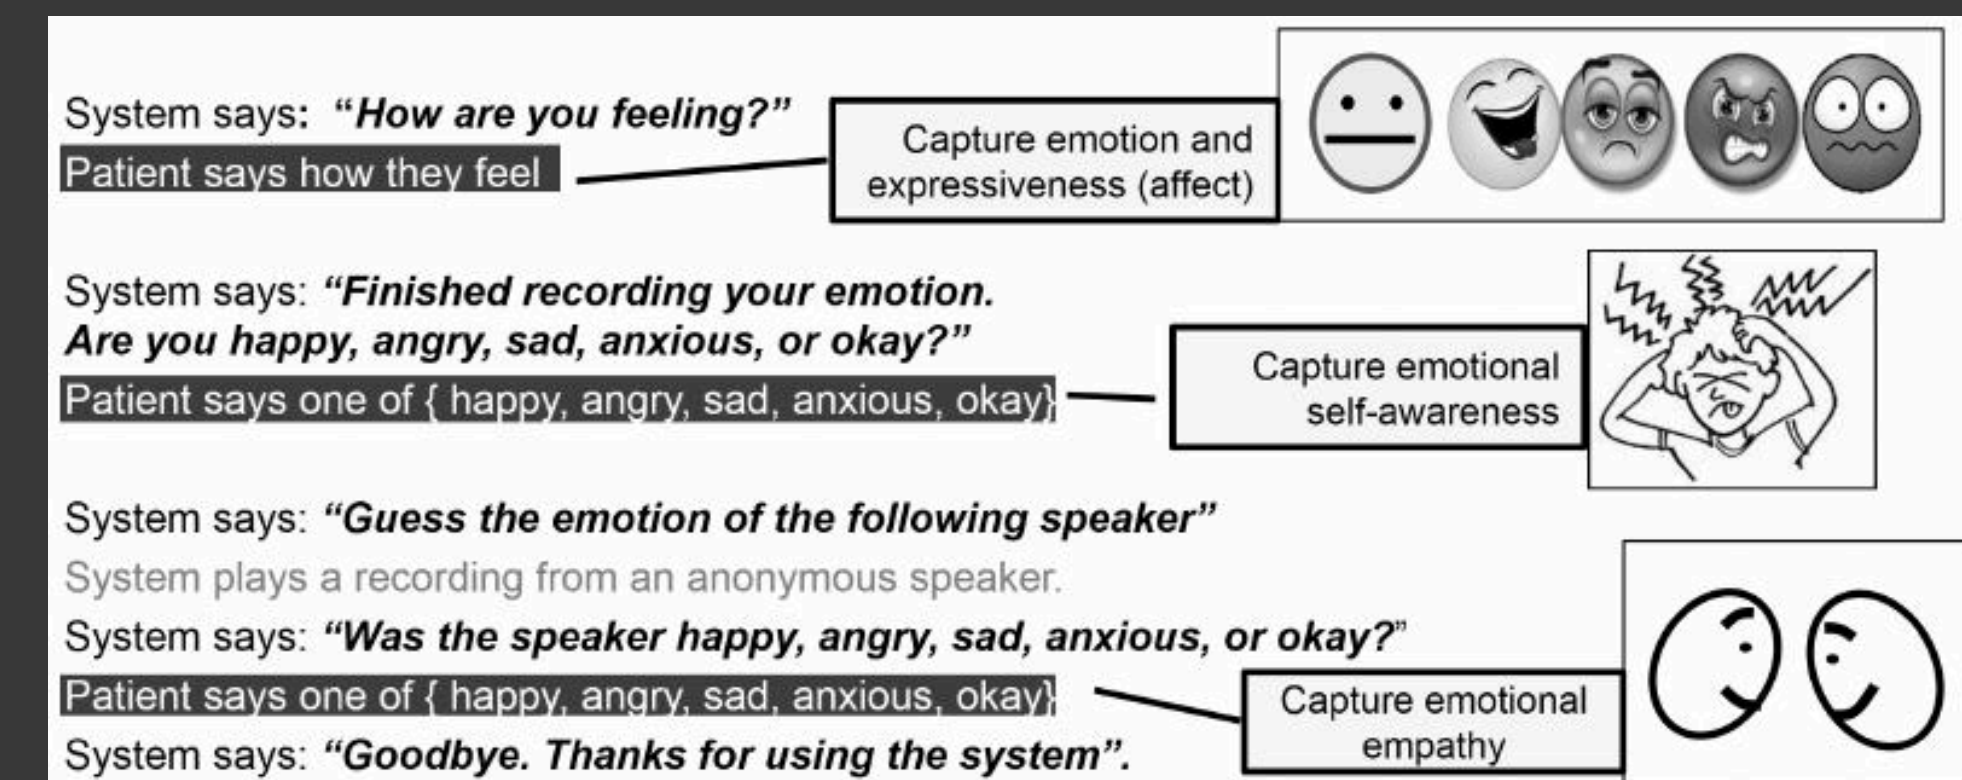 System says: “How are you feeling?”
Patient says how they feel
Capture emotion and
expressiveness (affect)
System says: “Finished recording your emotion.
Are you happy, angry, sad, anxious, or okay?”
Patient says one of { happy, angry, sad, anxious, okay}
Capture emotional
self-awareness
System says: “Guess the emotion of the following speaker”
System plays a recording from an anonymous speaker.
System says: “Was the speaker happy, angry, sad, anxious, or okay?”
Patient says one of { happy, angry, sad, anxious, okay}
Capture emotional
empathy
System says: “Goodbye. Thanks for using the system”.